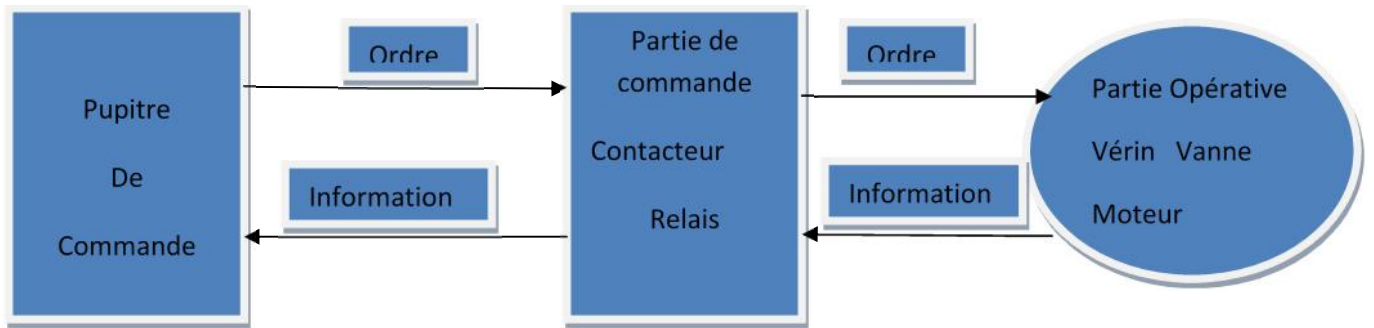 Pupitre
De
Commande
Ordre
Information
Partie de
commande
Contacteur
Relais
Ordre
Information
Partie Opérative
Vérin Vanne
Moteur